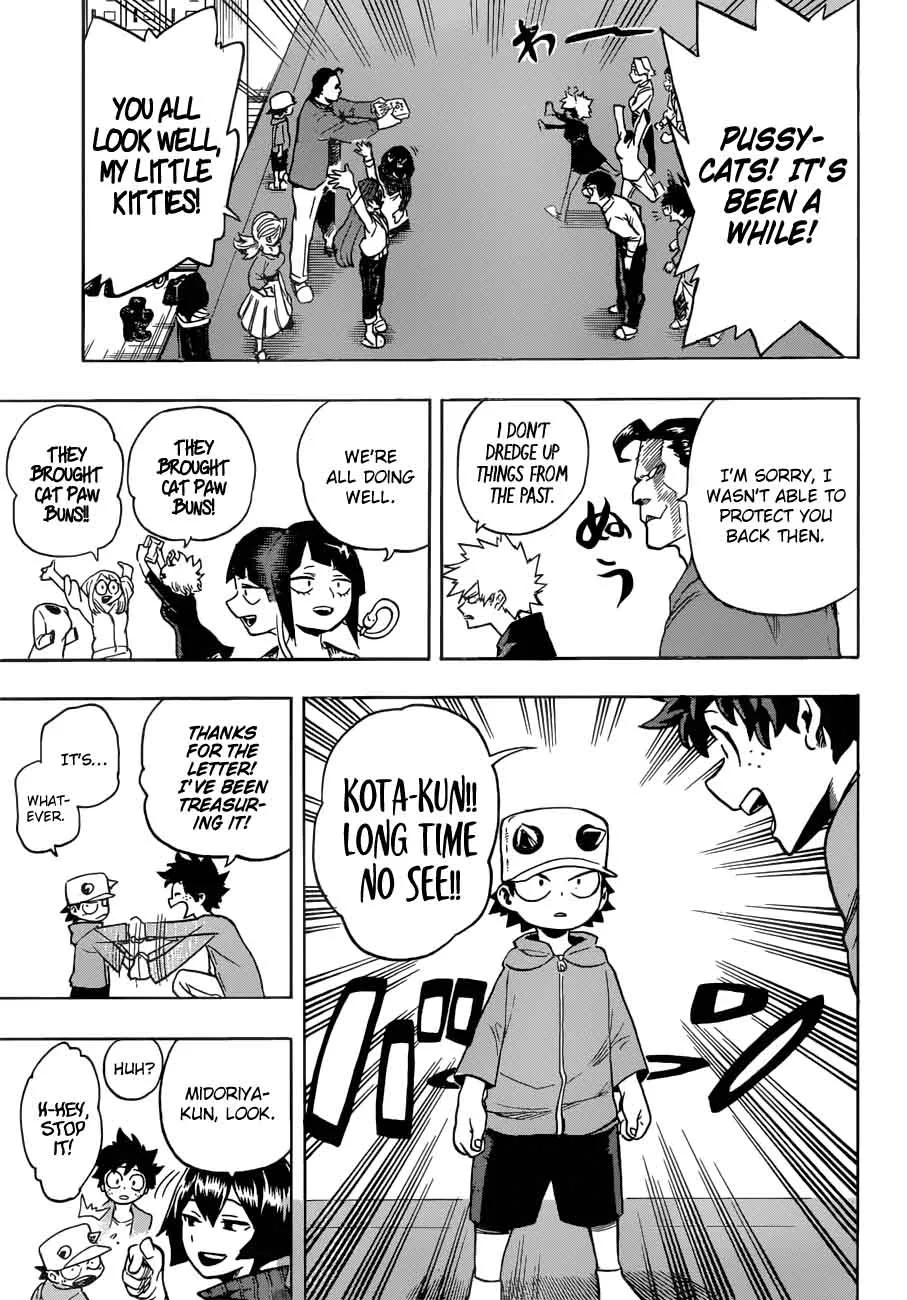 わー
PUSSY-
CATS! IT'S
BEEN A
WHILE!
YOU ALL
LOOK WELL,
MY LITTLE
KITTIES!
I'M SORRY, I
WASN'T ABLE TO
PROTECT YOU
BACK THEN.
ぬぅ
I DON'T
DREDGE UP
THINGS FROM
THE PAST.
WE'RE
ALL DOING
WELL.
THEY
BROUGHT
CAT PAW
BUNS!
THEY
BROUGHT
CAT PAW
BUNS!!
KOTA-KUN!!
LONG TIME
NO SEE!!
THANKS
FOR THE
LETTER!
I'VE BEEN
TREASUR-
ING IT!
IT'S...
WHAT-
EVER.
MIDORIYA-
KUN, LOOK.
HUH?
H-HEY,
STOP
IT!